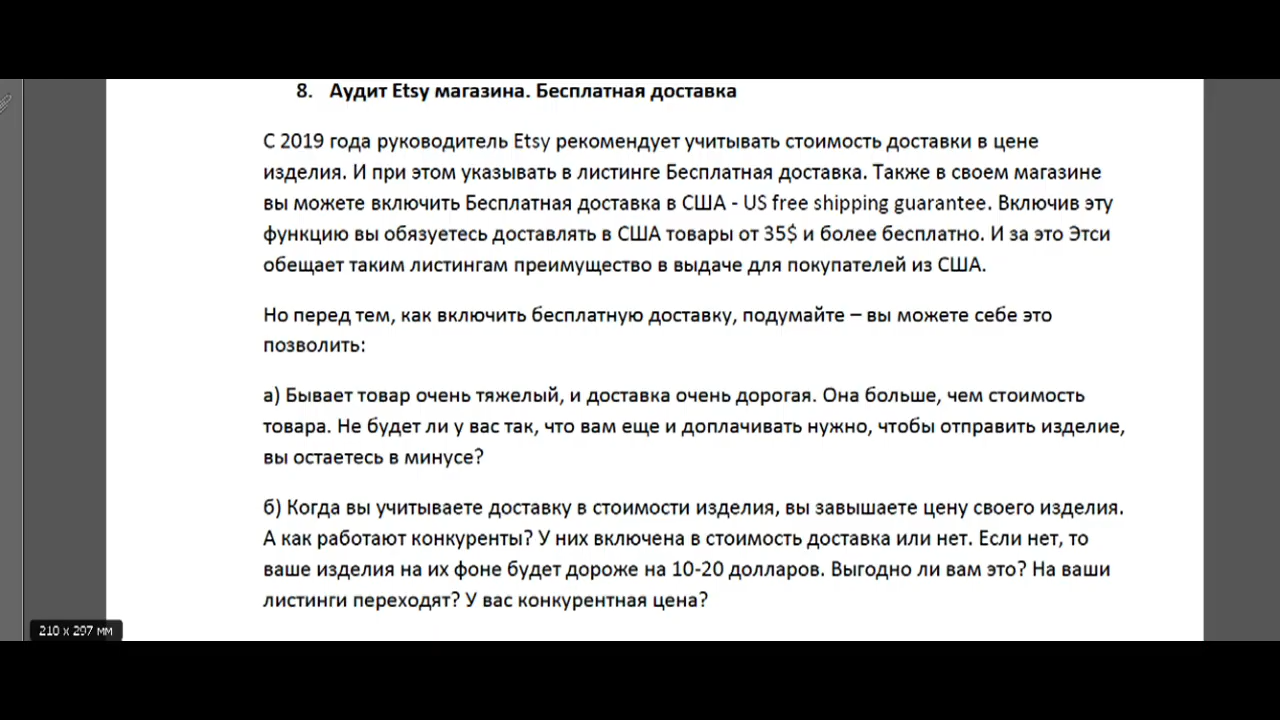 8. Аудит Etsy магазина. Бесплатная доставка
С 2019 года руководитель Etsy рекомендует учитывать стоимость доставки в цене
изделия. И при этом указывать в листинге Бесплатная доставка. Также в своем магазине
вы можете включить Бесплатная доставка в США - US free shipping guarantee. Включив эту
функцию вы обязуетесь доставлять в США товары от 35$ и более бесплатно. И за это Этси
обещает таким листингам преимущество в выдаче для покупателей из США.
Но перед тем, как включить бесплатную доставку, подумайте – вы можете себе это
позволить:
а) Бывает товар очень тяжелый, и доставка очень дорогая. Она больше, чем стоимость
товара. Не будет ли у вас так, что вам еще и доплачивать нужно, чтобы отправить изделие,
вы остаетесь в минусе?
б) Когда вы учитываете доставку в стоимости изделия, вы завышаете цену своего изделия.
А как работают конкуренты? У них включена в стоимость доставка или нет. Если нет, то
ваше изделия на их фоне будет дороже на 10-20 долларов. Выгодно ли вам это? На ваши
листинги переходят? У вас конкурентная цена?
210 x 297 мм